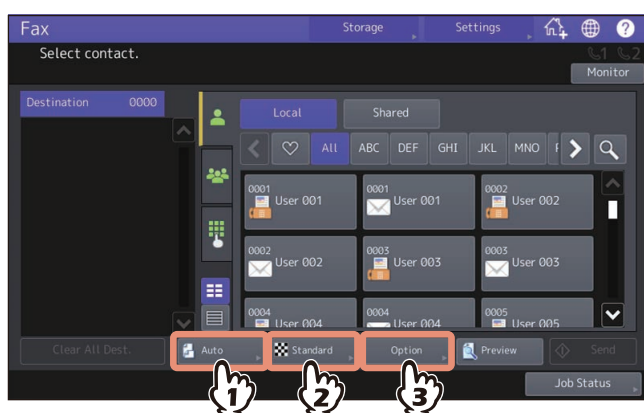 Fax
Storage
Settings
?
Select contact.
1
2
Monitor
Destination 0000
Local
Shared
All
ABC
DEF
GHI
JKL
MNO
0001
User 001
0001
User 001
0002
User 002
0002
User 002
0003
User 003
0003
User 003
0004
User 004
0004
User 004
0005
User 005
Clear All Dest.
Auto
Standard
Option
Preview
Send
1
2
3
Job Status